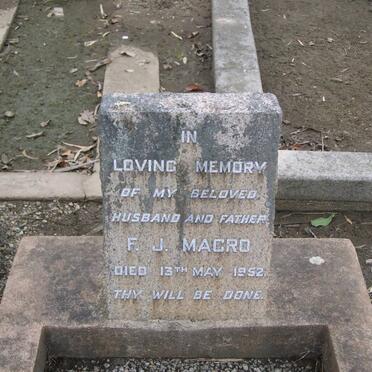 IN
LOVING MEMORY
OF MY BELOVED
HUSBAND AND FATHER
F. J. MACRO
DIED 13TH MAY 1952.
THY WILL BE DONE.